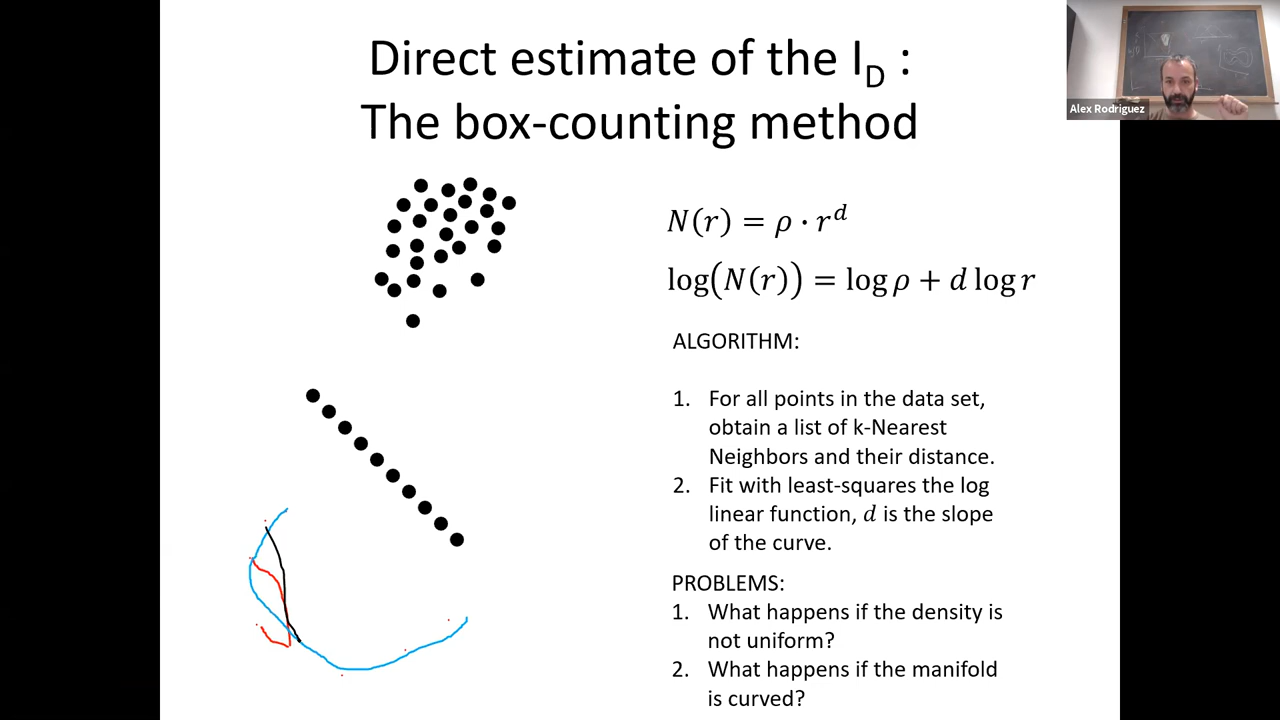 Direct estimate of the I_D :
The box-counting method
Alex Rodriguez
N(r) = ρ · r^d
log(N(r)) = log ρ + d log r
ALGORITHM:
1. For all points in the data set,
obtain a list of k-Nearest
Neighbors and their distance.
2. Fit with least-squares the log
linear function, d is the slope
of the curve.
PROBLEMS:
1. What happens if the density is
not uniform?
2. What happens if the manifold
is curved?